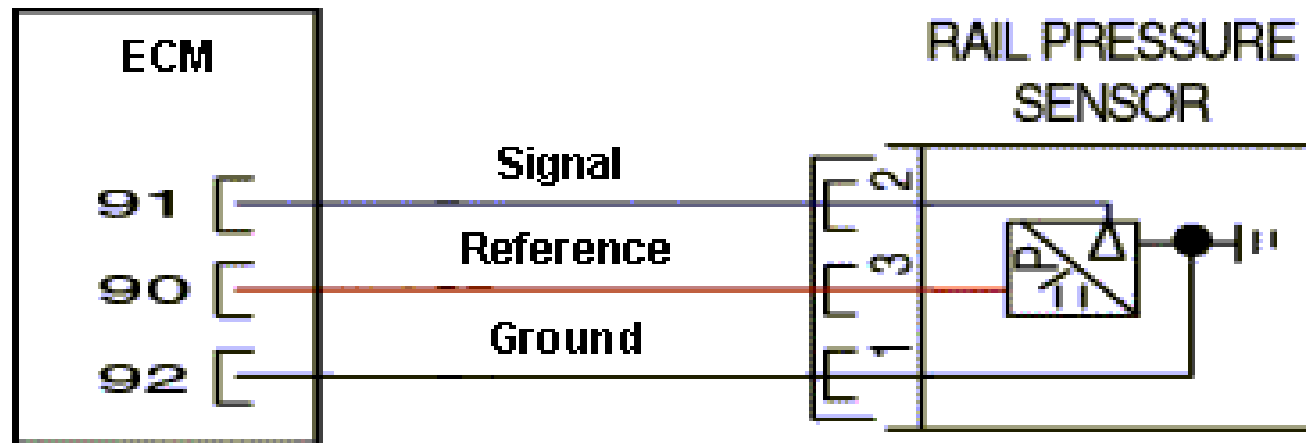 ECM
RAIL PRESSURE
SENSOR
Signal
91
2
Reference
90
3
P
Ground
92
1